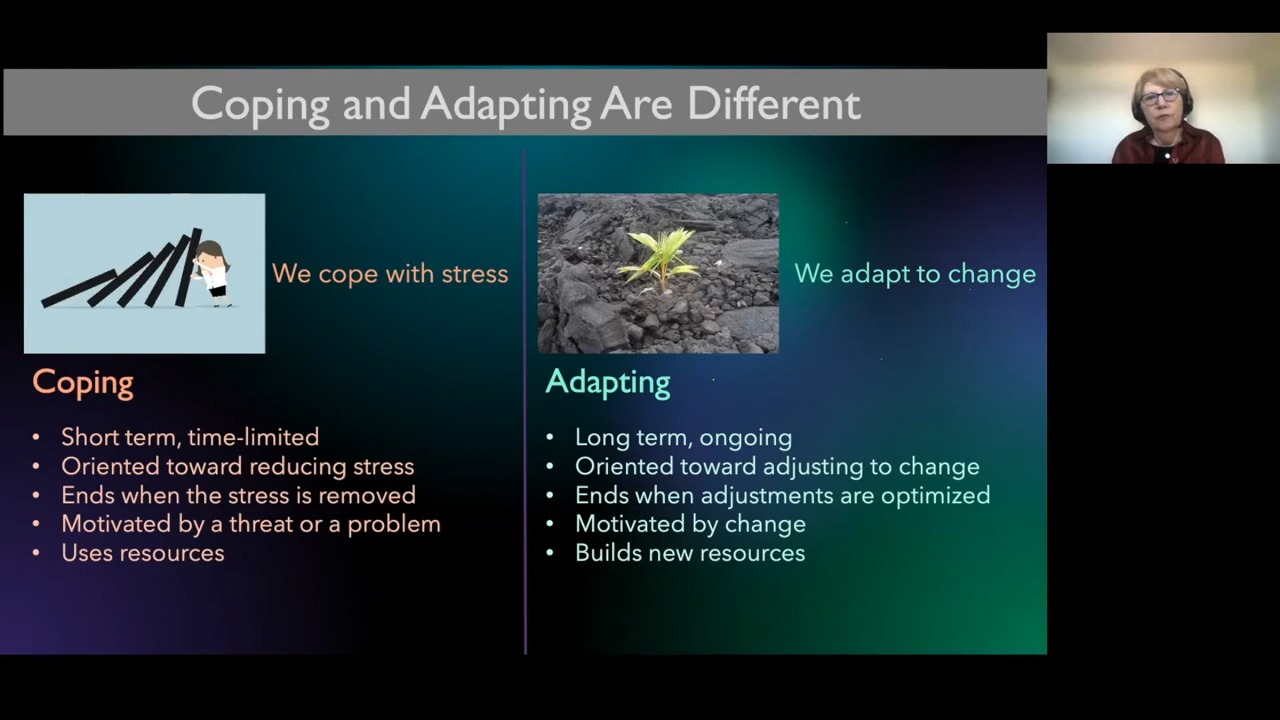 Coping and Adapting Are Different
We cope with stress
Coping
• Short term, time-limited
• Oriented toward reducing stress
• Ends when the stress is removed
• Motivated by a threat or a problem
• Uses resources
We adapt to change
Adapting
• Long term, ongoing
• Oriented toward adjusting to change
• Ends when adjustments are optimized
• Motivated by change
• Builds new resources